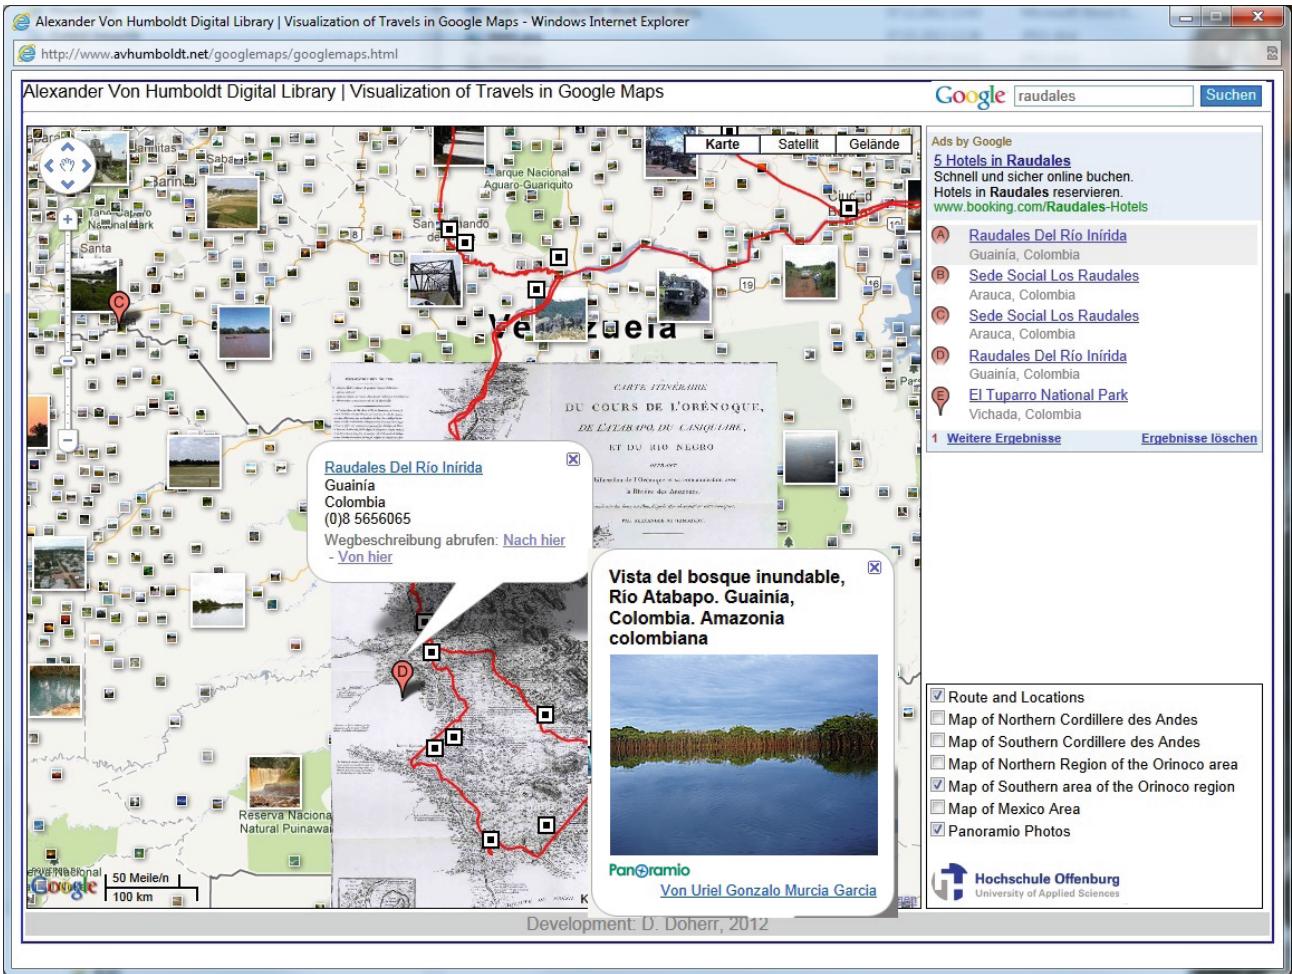 Alexander Von Humboldt Digital Library | Visualization of Travels in Google Maps - Windows Internet Explorer
http://www.avhumboldt.net/googlemaps/googlemaps.html
Alexander Von Humboldt Digital Library | Visualization of Travels in Google Maps
Google raudales Suchen
Karte Satellit Gelände
Parque Nacional
Aguaro-Guariquito
Barinas
National Park
Santa
8
19
16
Venezuela
C
CARTE ITINÉRAIRE
DU COURS DE L'ORÉNOQUE,
DE L'ATABAPO, DU CASIQUIARE,
ET DU RIO NEGRO
Raudales Del Río Inírida
Guainía
Colombia
(0)8 5656065
Wegbeschreibung abrufen: Nach hier
- Von hier
D
Vista del bosque inundable,
Río Atabapo. Guainía,
Colombia. Amazonia
colombiana
Panoramio
Von Uriel Gonzalo Murcia Garcia
Reserva Naciona
Natural Puinawai
Google
50 Meile/n
100 km
Ads by Google
5 Hotels in Raudales
Schnell und sicher online buchen.
Hotels in Raudales reservieren.
www.booking.com/Raudales-Hotels
A Raudales Del Río Inírida
Guainía, Colombia
B Sede Social Los Raudales
Arauca, Colombia
C Sede Social Los Raudales
Arauca, Colombia
D Raudales Del Río Inírida
Guainía, Colombia
E El Tuparro National Park
Vichada, Colombia
1 Weitere Ergebnisse Ergebnisse löschen
Route and Locations
Map of Northern Cordillere des Andes
Map of Southern Cordillere des Andes
Map of Northern Region of the Orinoco area
Map of Southern area of the Orinoco region
Map of Mexico Area
Panoramio Photos
Hochschule Offenburg
University of Applied Sciences
Development: D. Doherr, 2012